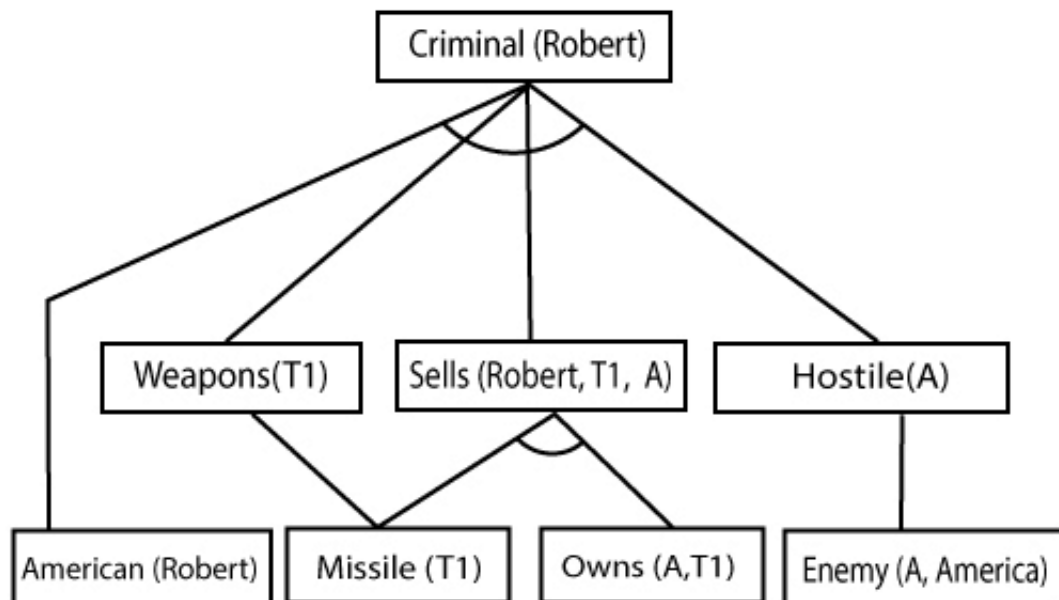 Criminal (Robert)
Weapons(T1)
Sells (Robert, T1, A)
Hostile(A)
American (Robert)
Missile (T1)
Owns (A,T1)
Enemy (A, America)